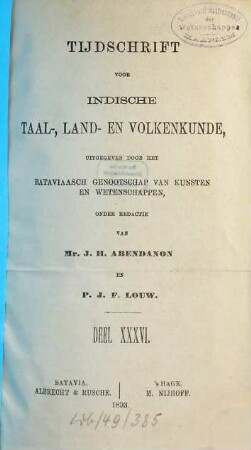 TIJDSCHRIFT
VOOR
INDISCHE
TAAL-, LAND- EN VOLKENKUNDE,
UITGEGEVEN DOOR HET
BATAVIAASCH GENOOTSCHAP VAN KUNSTEN
EN WETENSCHAPPEN,
ONDER REDACTIE
VAN
Mr. J. H. ABENDANON
EN
P. J. F. LOUW.
DEEL XXXVI.
BATAVIA. 'S HAGE.
ALBRECHT & RUSCHE. M. NIJHOFF.
1893.